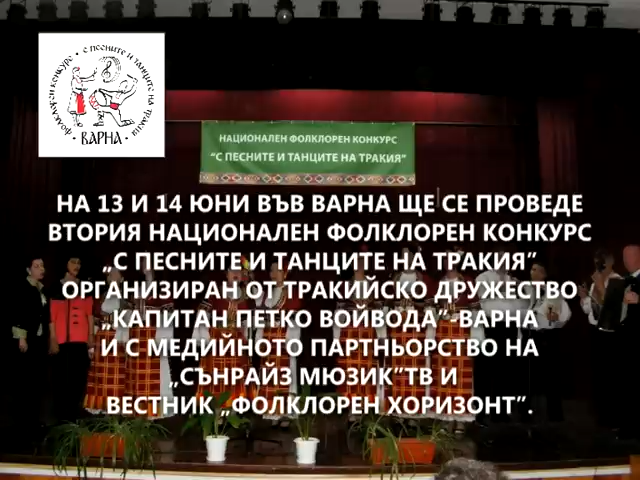 фолклорен конкурс • с песните и танците на тракия •
ВАРНА
НАЦИОНАЛЕН ФОЛКЛОРЕН КОНКУРС
"С ПЕСНИТЕ И ТАНЦИТЕ НА ТРАКИЯ"
НА 13 И 14 ЮНИ ВЪВ ВАРНА ЩЕ СЕ ПРОВЕДЕ
ВТОРИЯ НАЦИОНАЛЕН ФОЛКЛОРЕН КОНКУРС
„С ПЕСНИТЕ И ТАНЦИТЕ НА ТРАКИЯ”
ОРГАНИЗИРАН ОТ ТРАКИЙСКО ДРУЖЕСТВО
„КАПИТАН ПЕТКО ВОЙВОДА”-ВАРНА
И С МЕДИЙНОТО ПАРТНЬОРСТВО НА
„СЪНРАЙЗ МЮЗИК”ТВ И
ВЕСТНИК „ФОЛКЛОРЕН ХОРИЗОНТ”.